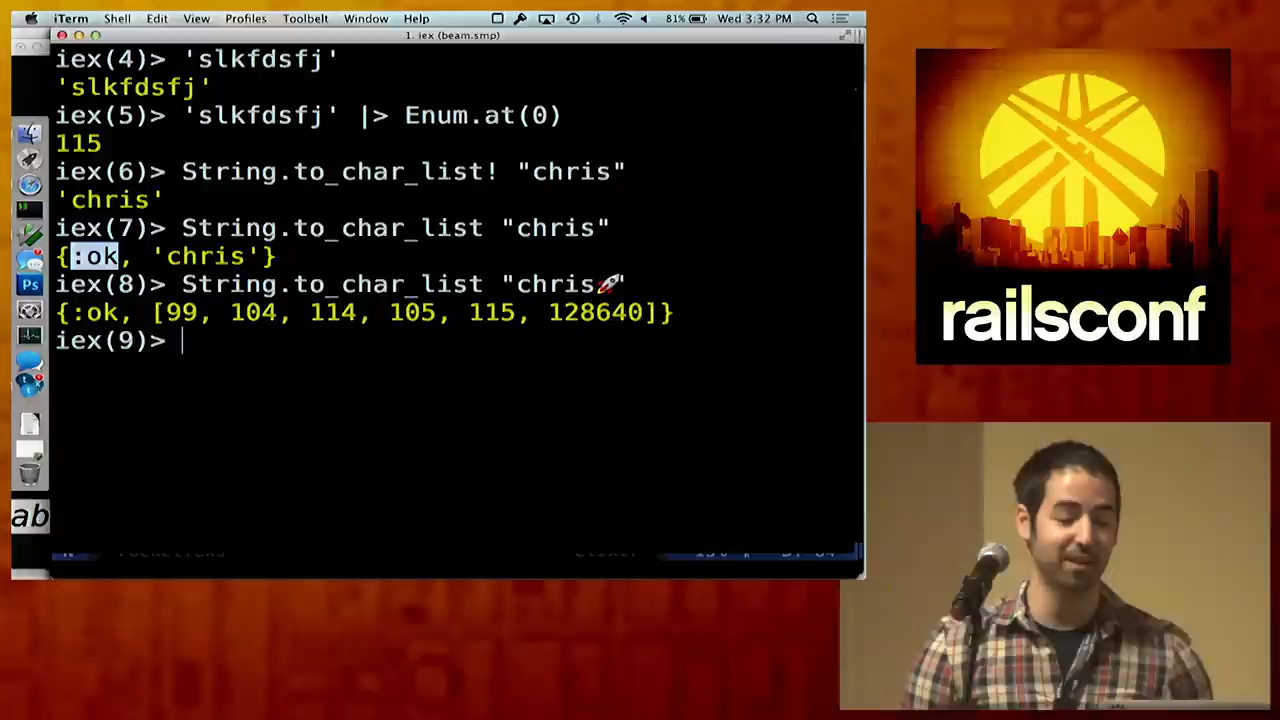 iTerm Shell Edit View Profiles Toolbelt Window Help 81% Wed 3:32 PM
1. iex (beam.smp)
iex(4)> 'slkfdsfj'
'slkfdsfj'
iex(5)> 'slkfdsfj' |> Enum.at(0)
115
iex(6)> String.to_char_list! "chris"
'chris'
iex(7)> String.to_char_list "chris"
{:ok, 'chris'}
iex(8)> String.to_char_list "chris🚀"
{:ok, [99, 104, 114, 105, 115, 128640]}
iex(9)>
Ps
ab
railsconf